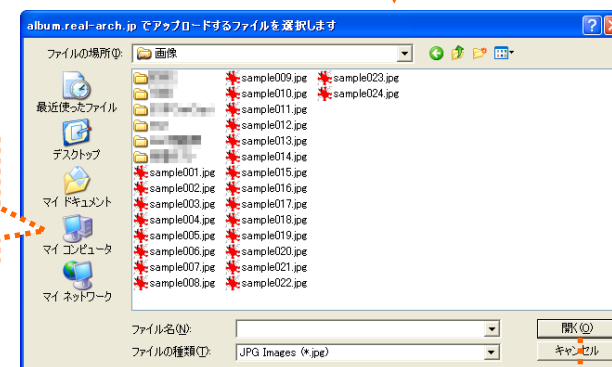 album.real-arch.jp でアップロードするファイルを選択します
ファイルの場所(I):
画像
最近使ったファイル
デスクトップ
マイ ドキュメント
マイ コンピュータ
マイ ネットワーク
sample001.jpg
sample002.jpg
sample003.jpg
sample004.jpg
sample005.jpg
sample006.jpg
sample007.jpg
sample008.jpg
sample009.jpg
sample010.jpg
sample011.jpg
sample012.jpg
sample013.jpg
sample014.jpg
sample015.jpg
sample016.jpg
sample017.jpg
sample018.jpg
sample019.jpg
sample020.jpg
sample021.jpg
sample022.jpg
sample023.jpg
sample024.jpg
ファイル名(N):
開く(O)
ファイルの種類(T):
JPG Images (*.jpg)
キャンセル